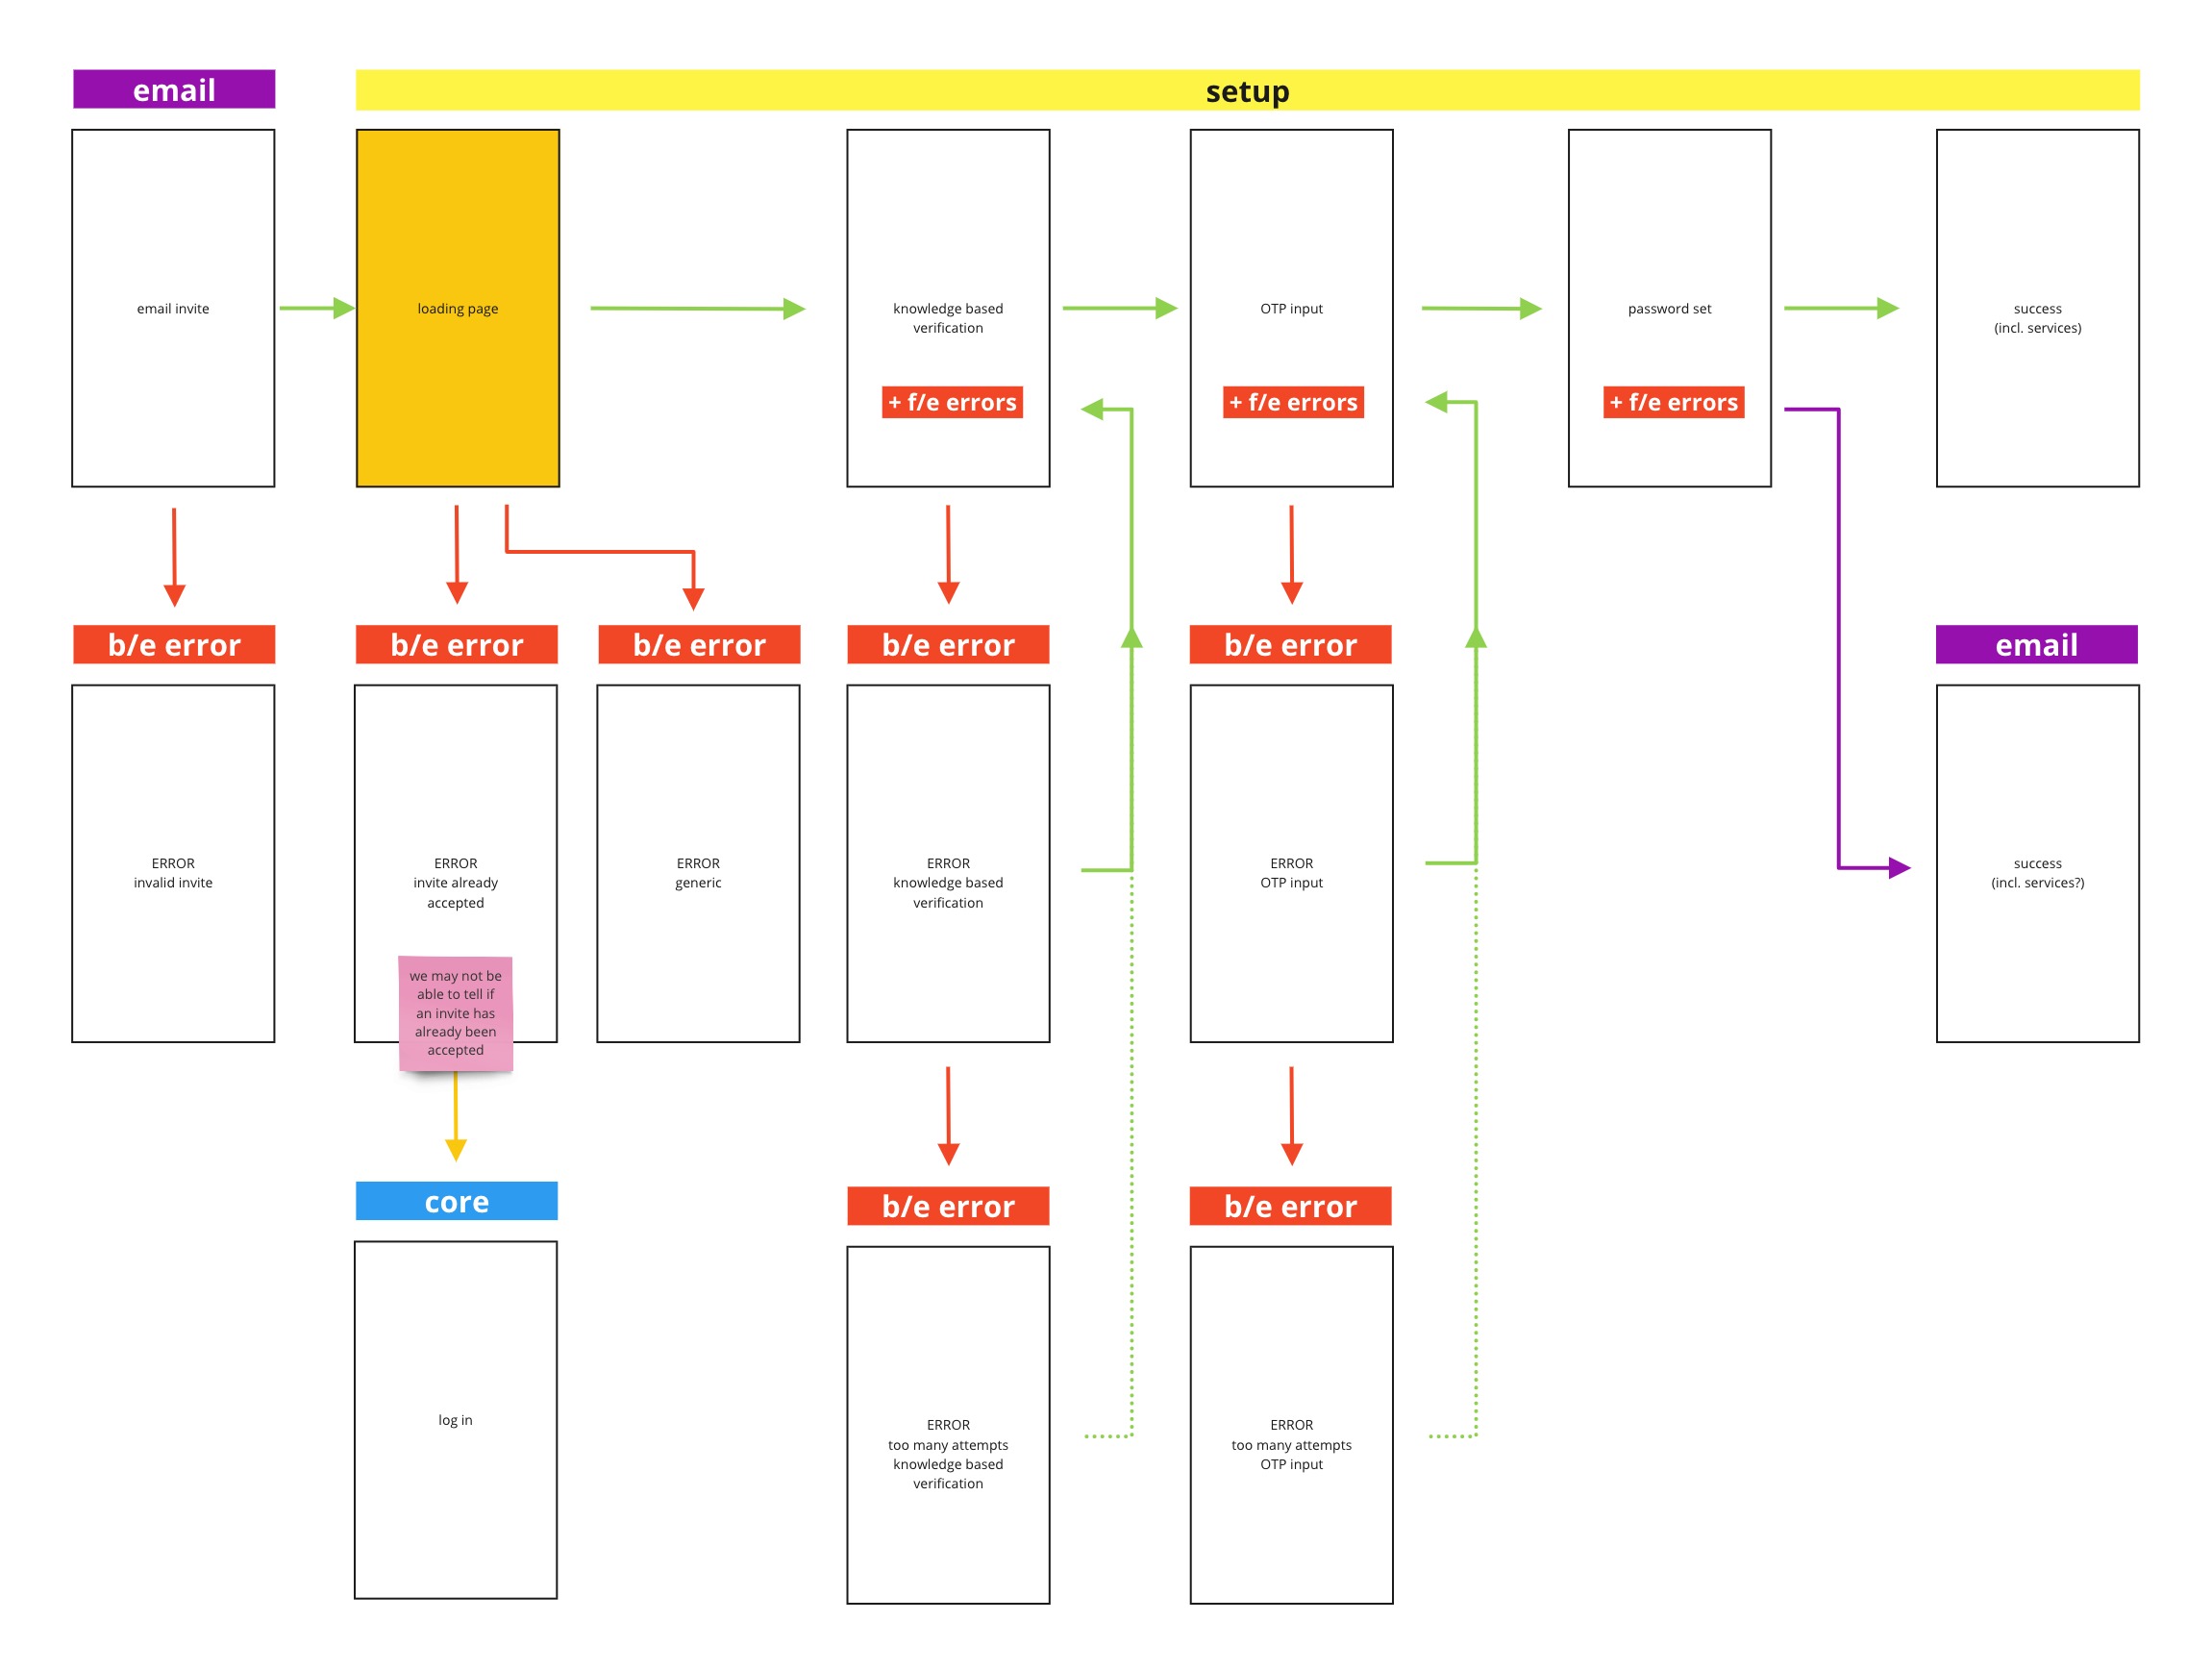 email
setup
email invite
loading page
knowledge based
verification
+ f/e errors
OTP input
+ f/e errors
password set
+ f/e errors
success
(incl. services)
b/e error
b/e error
b/e error
b/e error
b/e error
email
ERROR
invalid invite
ERROR
invite already
accepted
we may not be
able to tell if
an invite has
already been
accepted
ERROR
generic
ERROR
knowledge based
verification
ERROR
OTP input
success
(incl. services?)
core
b/e error
b/e error
log in
ERROR
too many attempts
knowledge based
verification
ERROR
too many attempts
OTP input